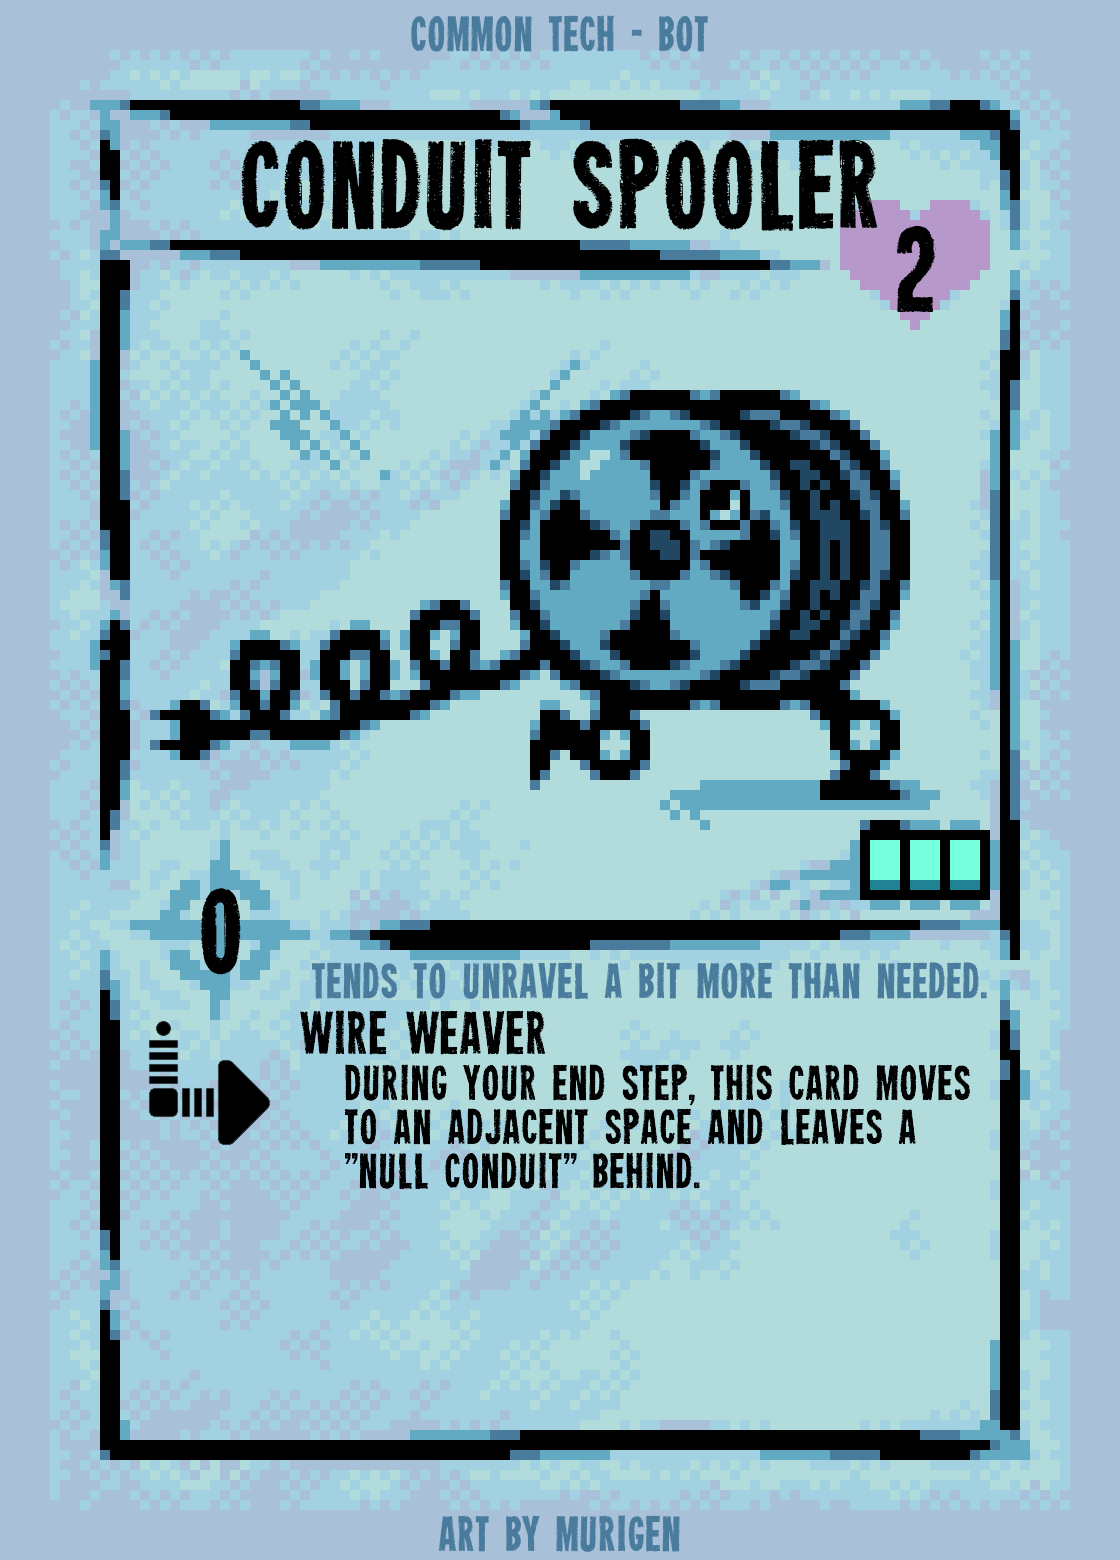 COMMON TECH - BOT
CONDUIT SPOOLER
2
0
TENDS TO UNRAVEL A BIT MORE THAN NEEDED.
WIRE WEAVER
DURING YOUR END STEP, THIS CARD MOVES
TO AN ADJACENT SPACE AND LEAVES A
"NULL CONDUIT" BEHIND.
ART BY MURIGEN